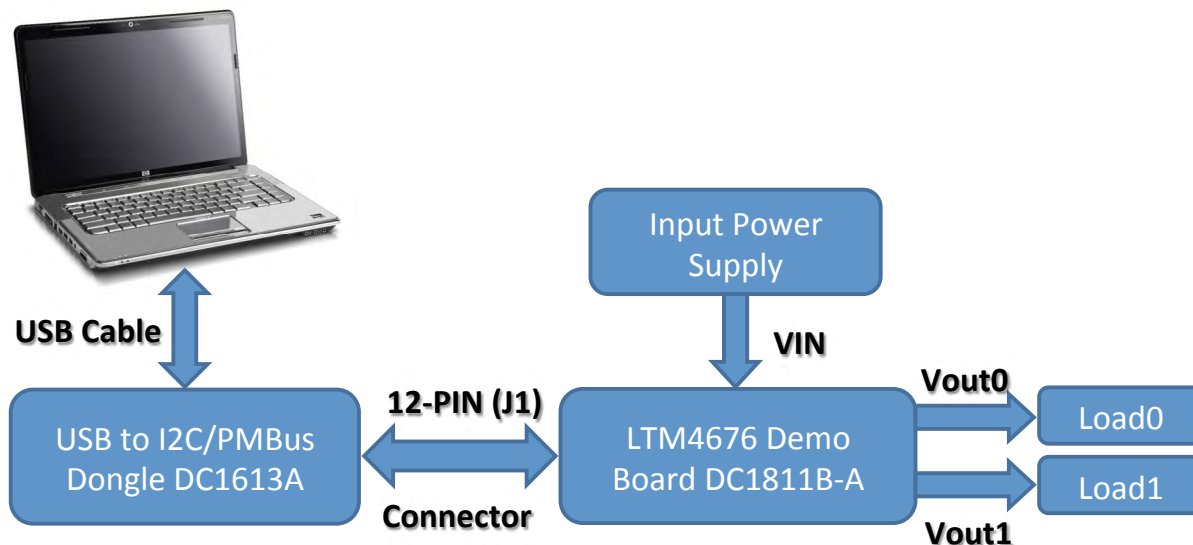 Input Power
Supply
USB Cable
VIN
Vout0
12-PIN (J1)
USB to I2C/PMBus
Dongle DC1613A
LTM4676 Demo
Board DC1811B-A
Load0
Load1
Connector
Vout1